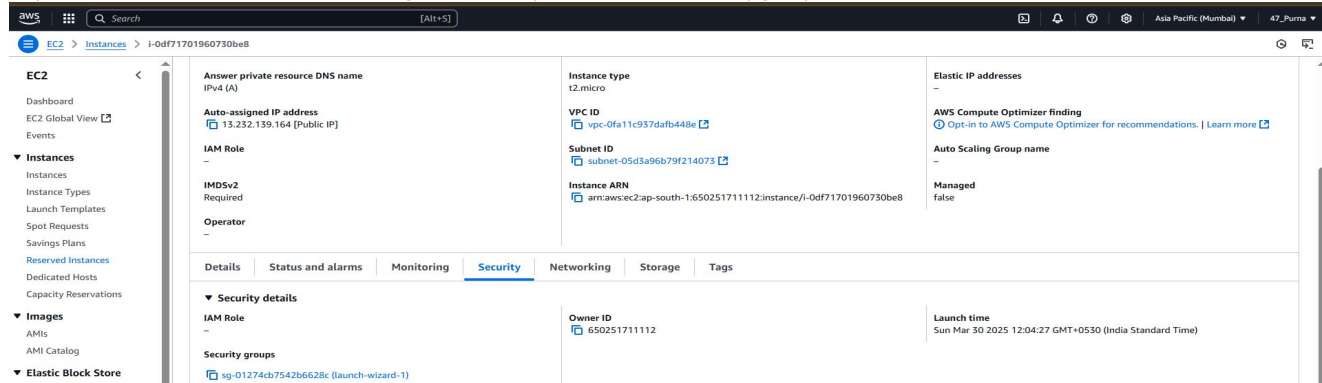 aws
Search
[Alt+S]
Asia Pacific (Mumbai)
47_Purna
EC2 > Instances > i-0df71701960730be8
EC2
Dashboard
EC2 Global View
Events
Instances
Instances
Instance Types
Launch Templates
Spot Requests
Savings Plans
Reserved Instances
Dedicated Hosts
Capacity Reservations
Images
AMIs
AMI Catalog
Elastic Block Store
Answer private resource DNS name
IPv4 (A)
Instance type
t2.micro
Elastic IP addresses
–
Auto-assigned IP address
13.232.139.164 [Public IP]
VPC ID
vpc-0fa11c937dafb448e
AWS Compute Optimizer finding
Opt-in to AWS Compute Optimizer for recommendations. | Learn more
IAM Role
–
Subnet ID
subnet-05d3a96b79f214073
Auto Scaling Group name
–
IMDSv2
Required
Instance ARN
arn:aws:ec2:ap-south-1:650251711112:instance/i-0df71701960730be8
Managed
false
Operator
–
Details Status and alarms Monitoring Security Networking Storage Tags
Security details
IAM Role
–
Owner ID
650251711112
Launch time
Sun Mar 30 2025 12:04:27 GMT+0530 (India Standard Time)
Security groups
sg-01274cb7542b6628c (launch-wizard-1)